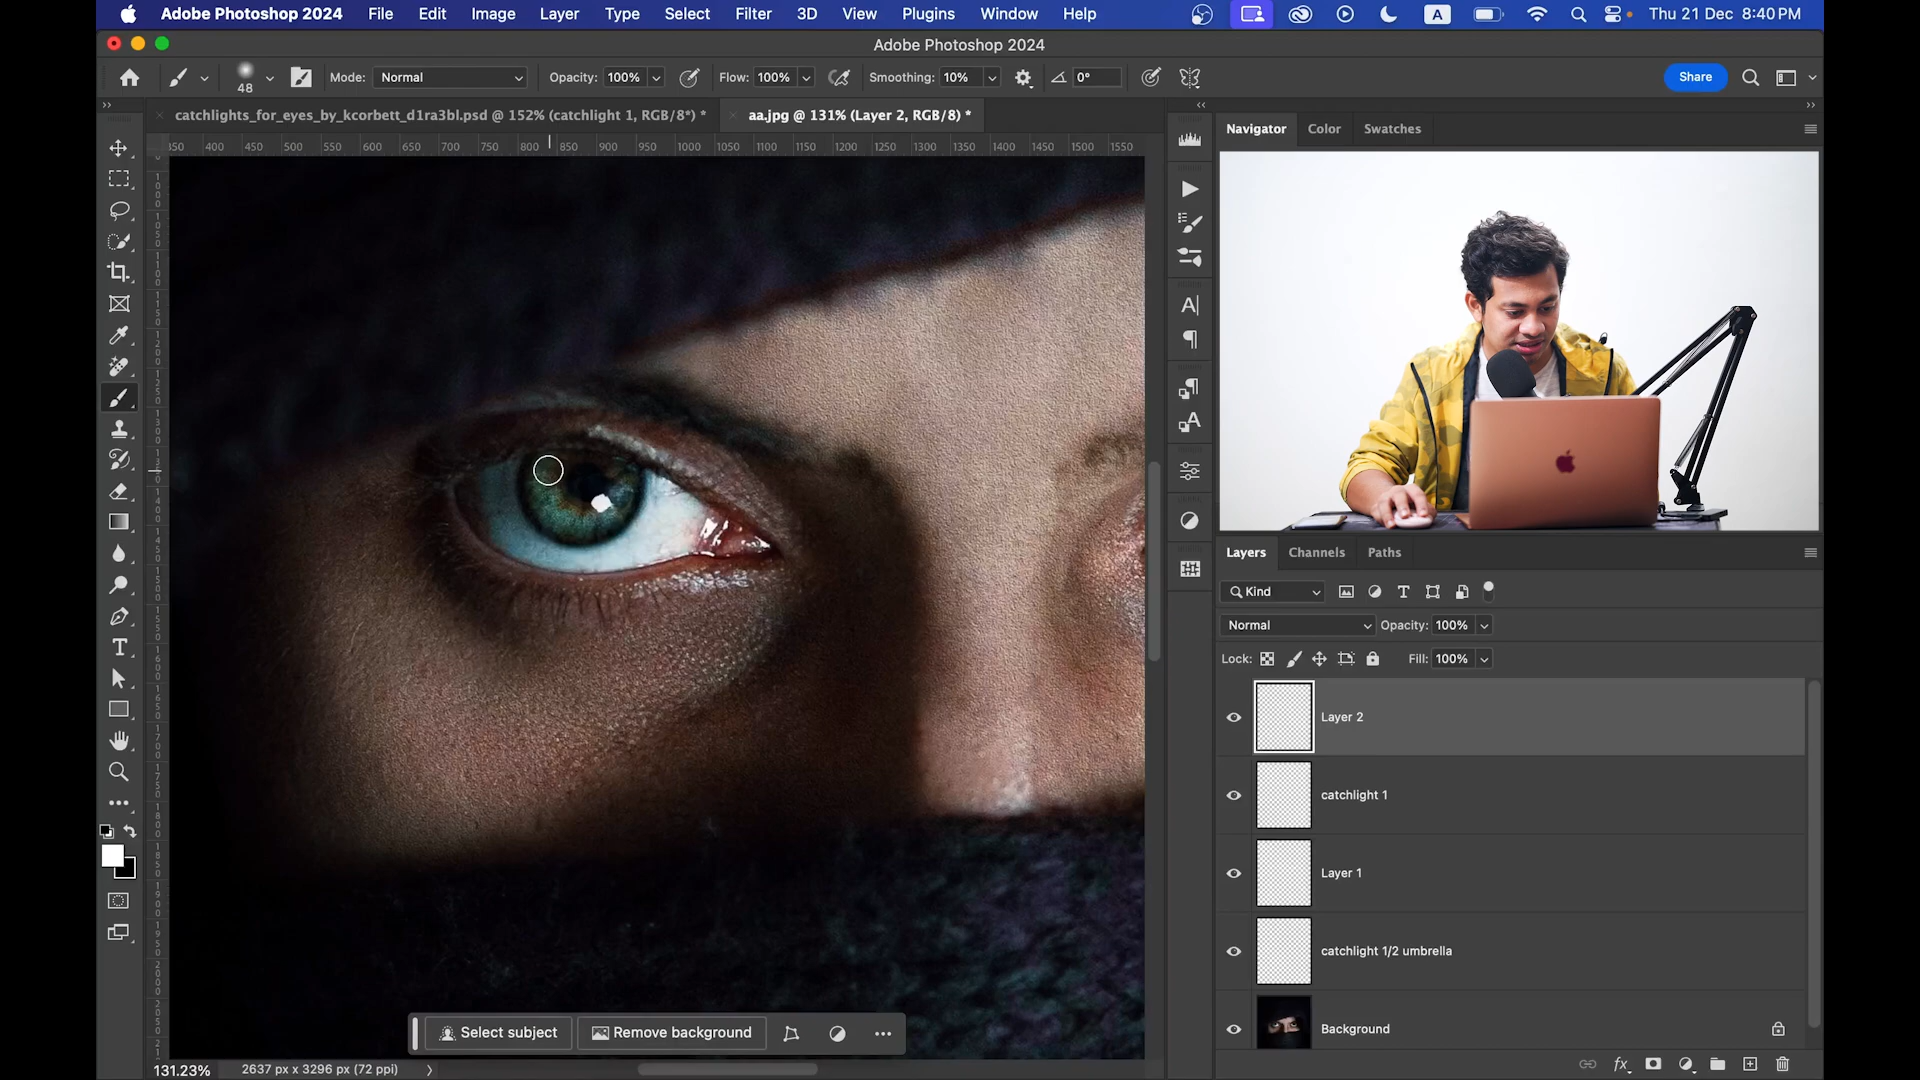 Adobe Photoshop 2024 File Edit Image Layer Type Select Filter 3D View Plugins Window Help A Thu 21 Dec 8:40 PM
Adobe Photoshop 2024
48 Mode: Normal Opacity: 100% Flow: 100% Smoothing: 10% 0° Share
catchlights_for_eyes_by_kcorbett_d1ra3bl.psd @ 152% (catchlight 1, RGB/8*) * aa.jpg @ 131% (Layer 2, RGB/8) *
350 400 450 500 550 600 650 700 750 800 850 900 950 1000 1050 1100 1150 1200 1250 1300 1350 1400 1450 1500 1550
Navigator Color Swatches
Layers Channels Paths
Kind
Normal Opacity: 100%
Lock: Fill: 100%
Layer 2
catchlight 1
Layer 1
catchlight 1/2 umbrella
Background
Select subject Remove background
131.23% 2637 px x 3296 px (72 ppi)